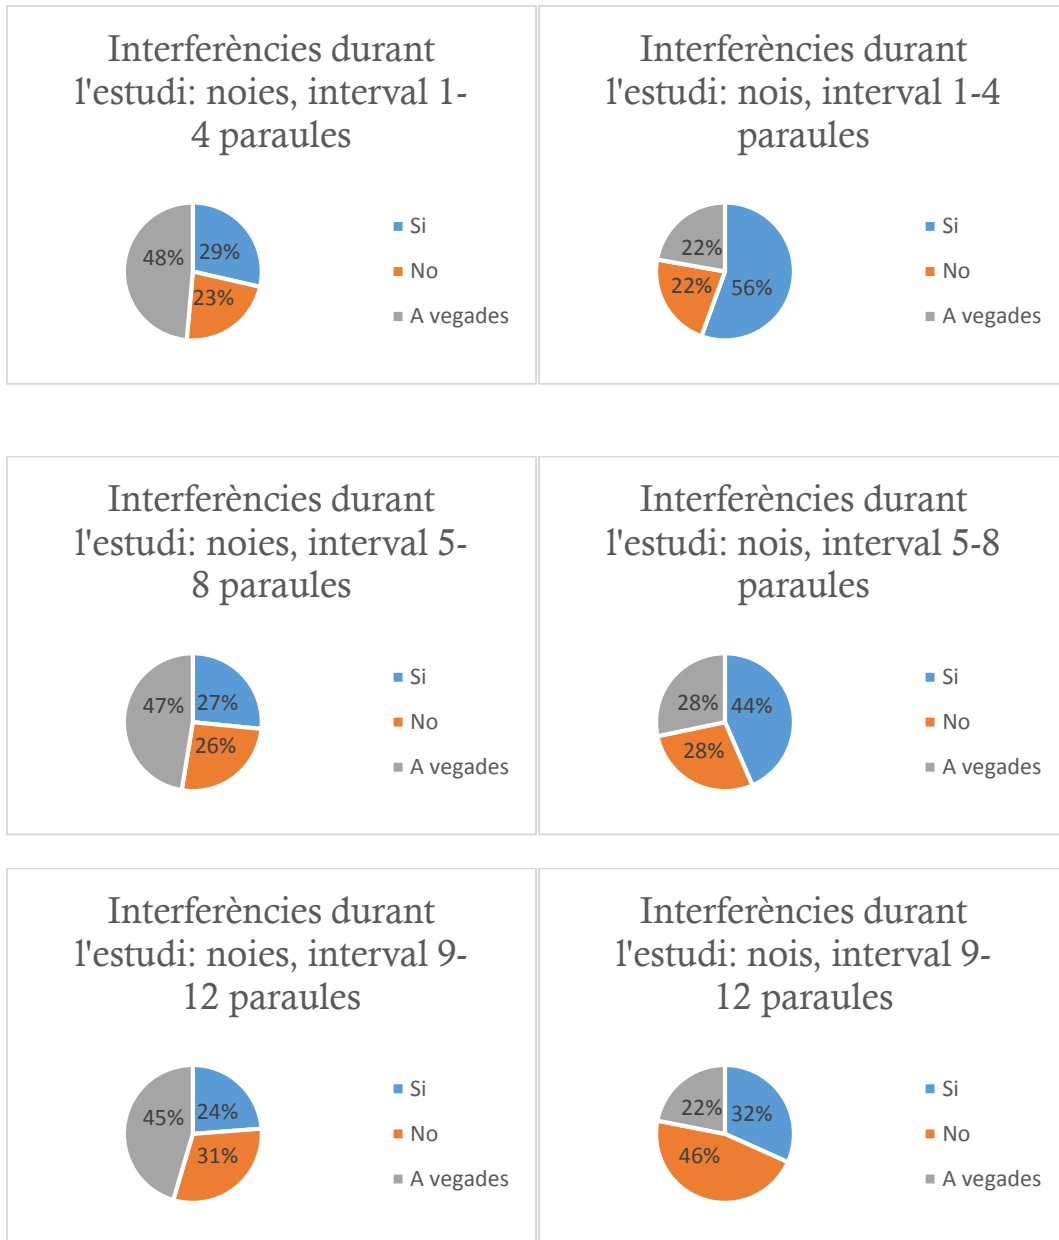 Interferències durant
l'estudi: noies, interval 1-
4 paraules
48%
29%
23%
Si
No
A vegades
Interferències durant
l'estudi: nois, interval 1-4
paraules
22%
22%
56%
Si
No
A vegades
Interferències durant
l'estudi: noies, interval 5-
8 paraules
47%
27%
26%
Si
No
A vegades
Interferències durant
l'estudi: nois, interval 5-8
paraules
28%
44%
28%
Si
No
A vegades
Interferències durant
l'estudi: noies, interval 9-
12 paraules
45%
24%
31%
Si
No
A vegades
Interferències durant
l'estudi: nois, interval 9-
12 paraules
22%
32%
46%
Si
No
A vegades